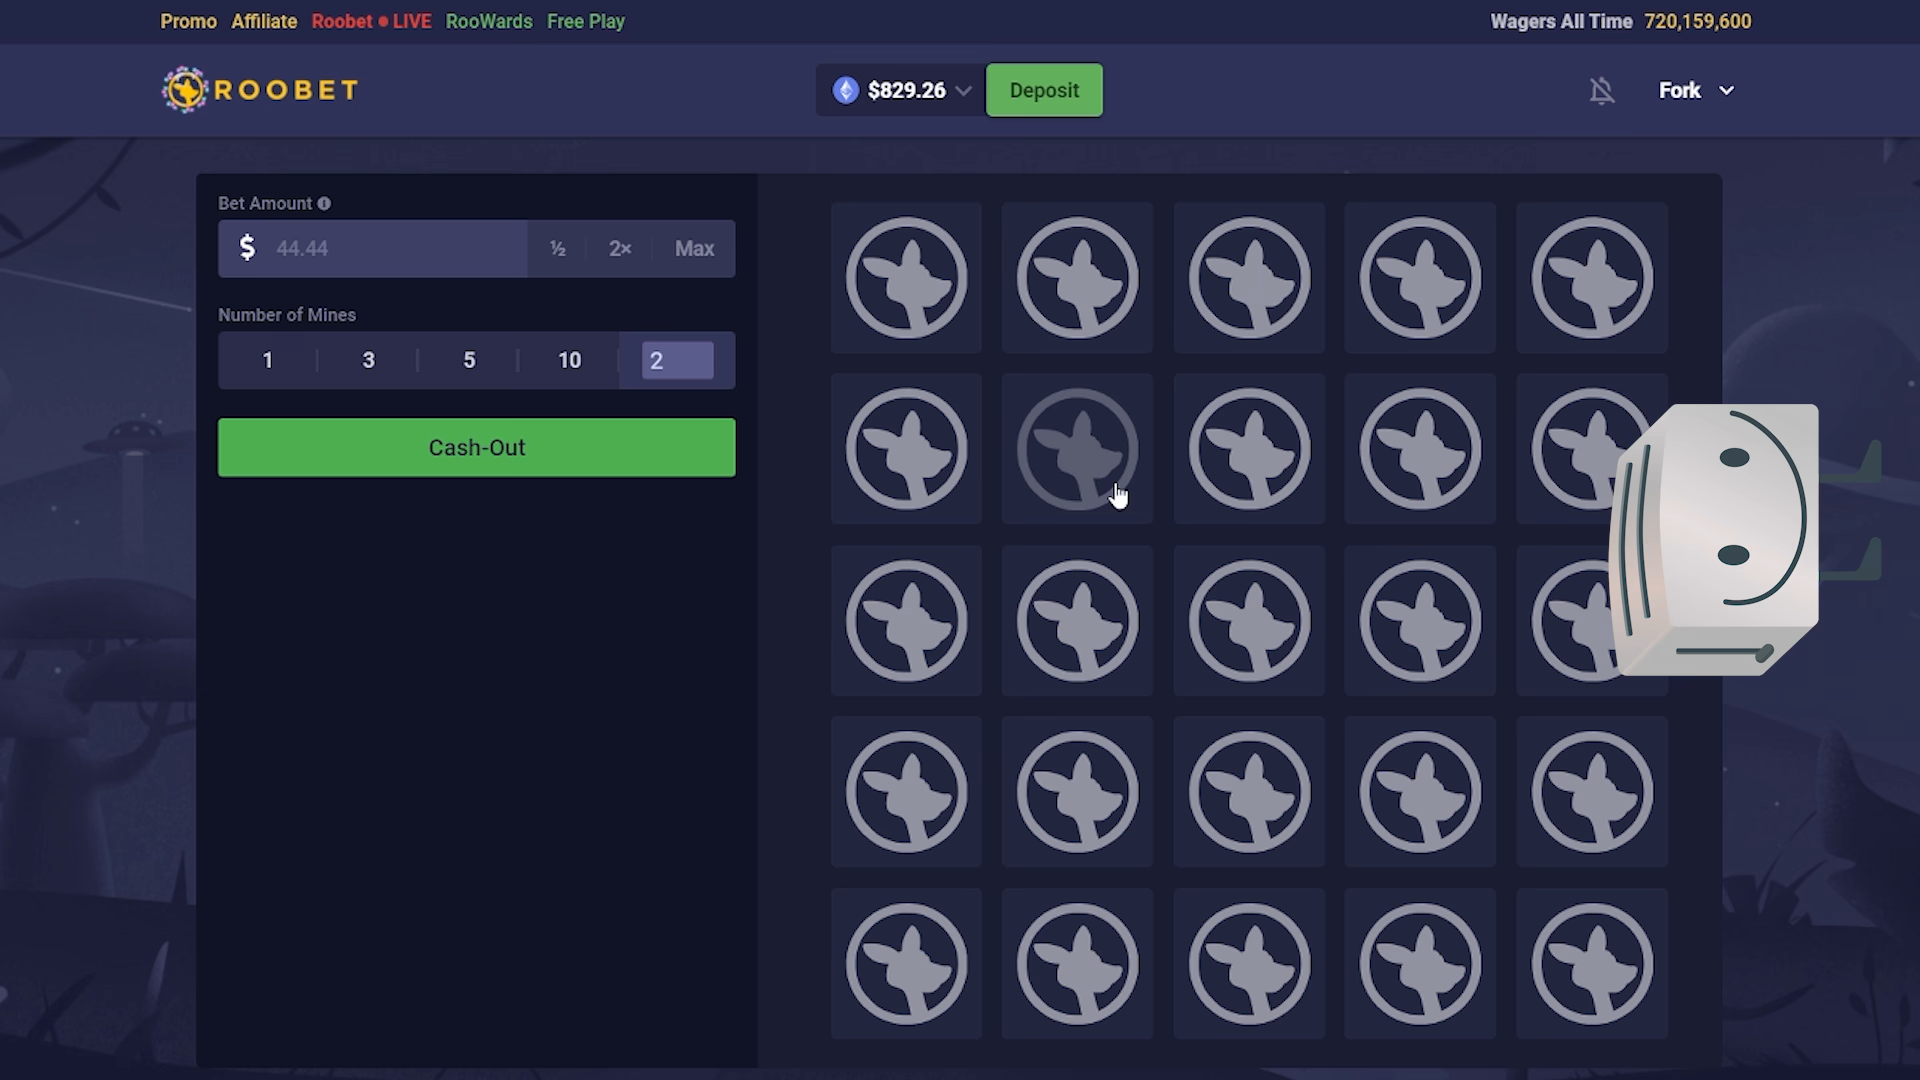 Promo Affiliate Roobet • LIVE RooWards Free Play Wagers All Time 720,159,600
ROOBET $829.26 Deposit Fork
Bet Amount
$ 44.44 ½ 2× Max
Number of Mines
1 3 5 10 2
Cash-Out